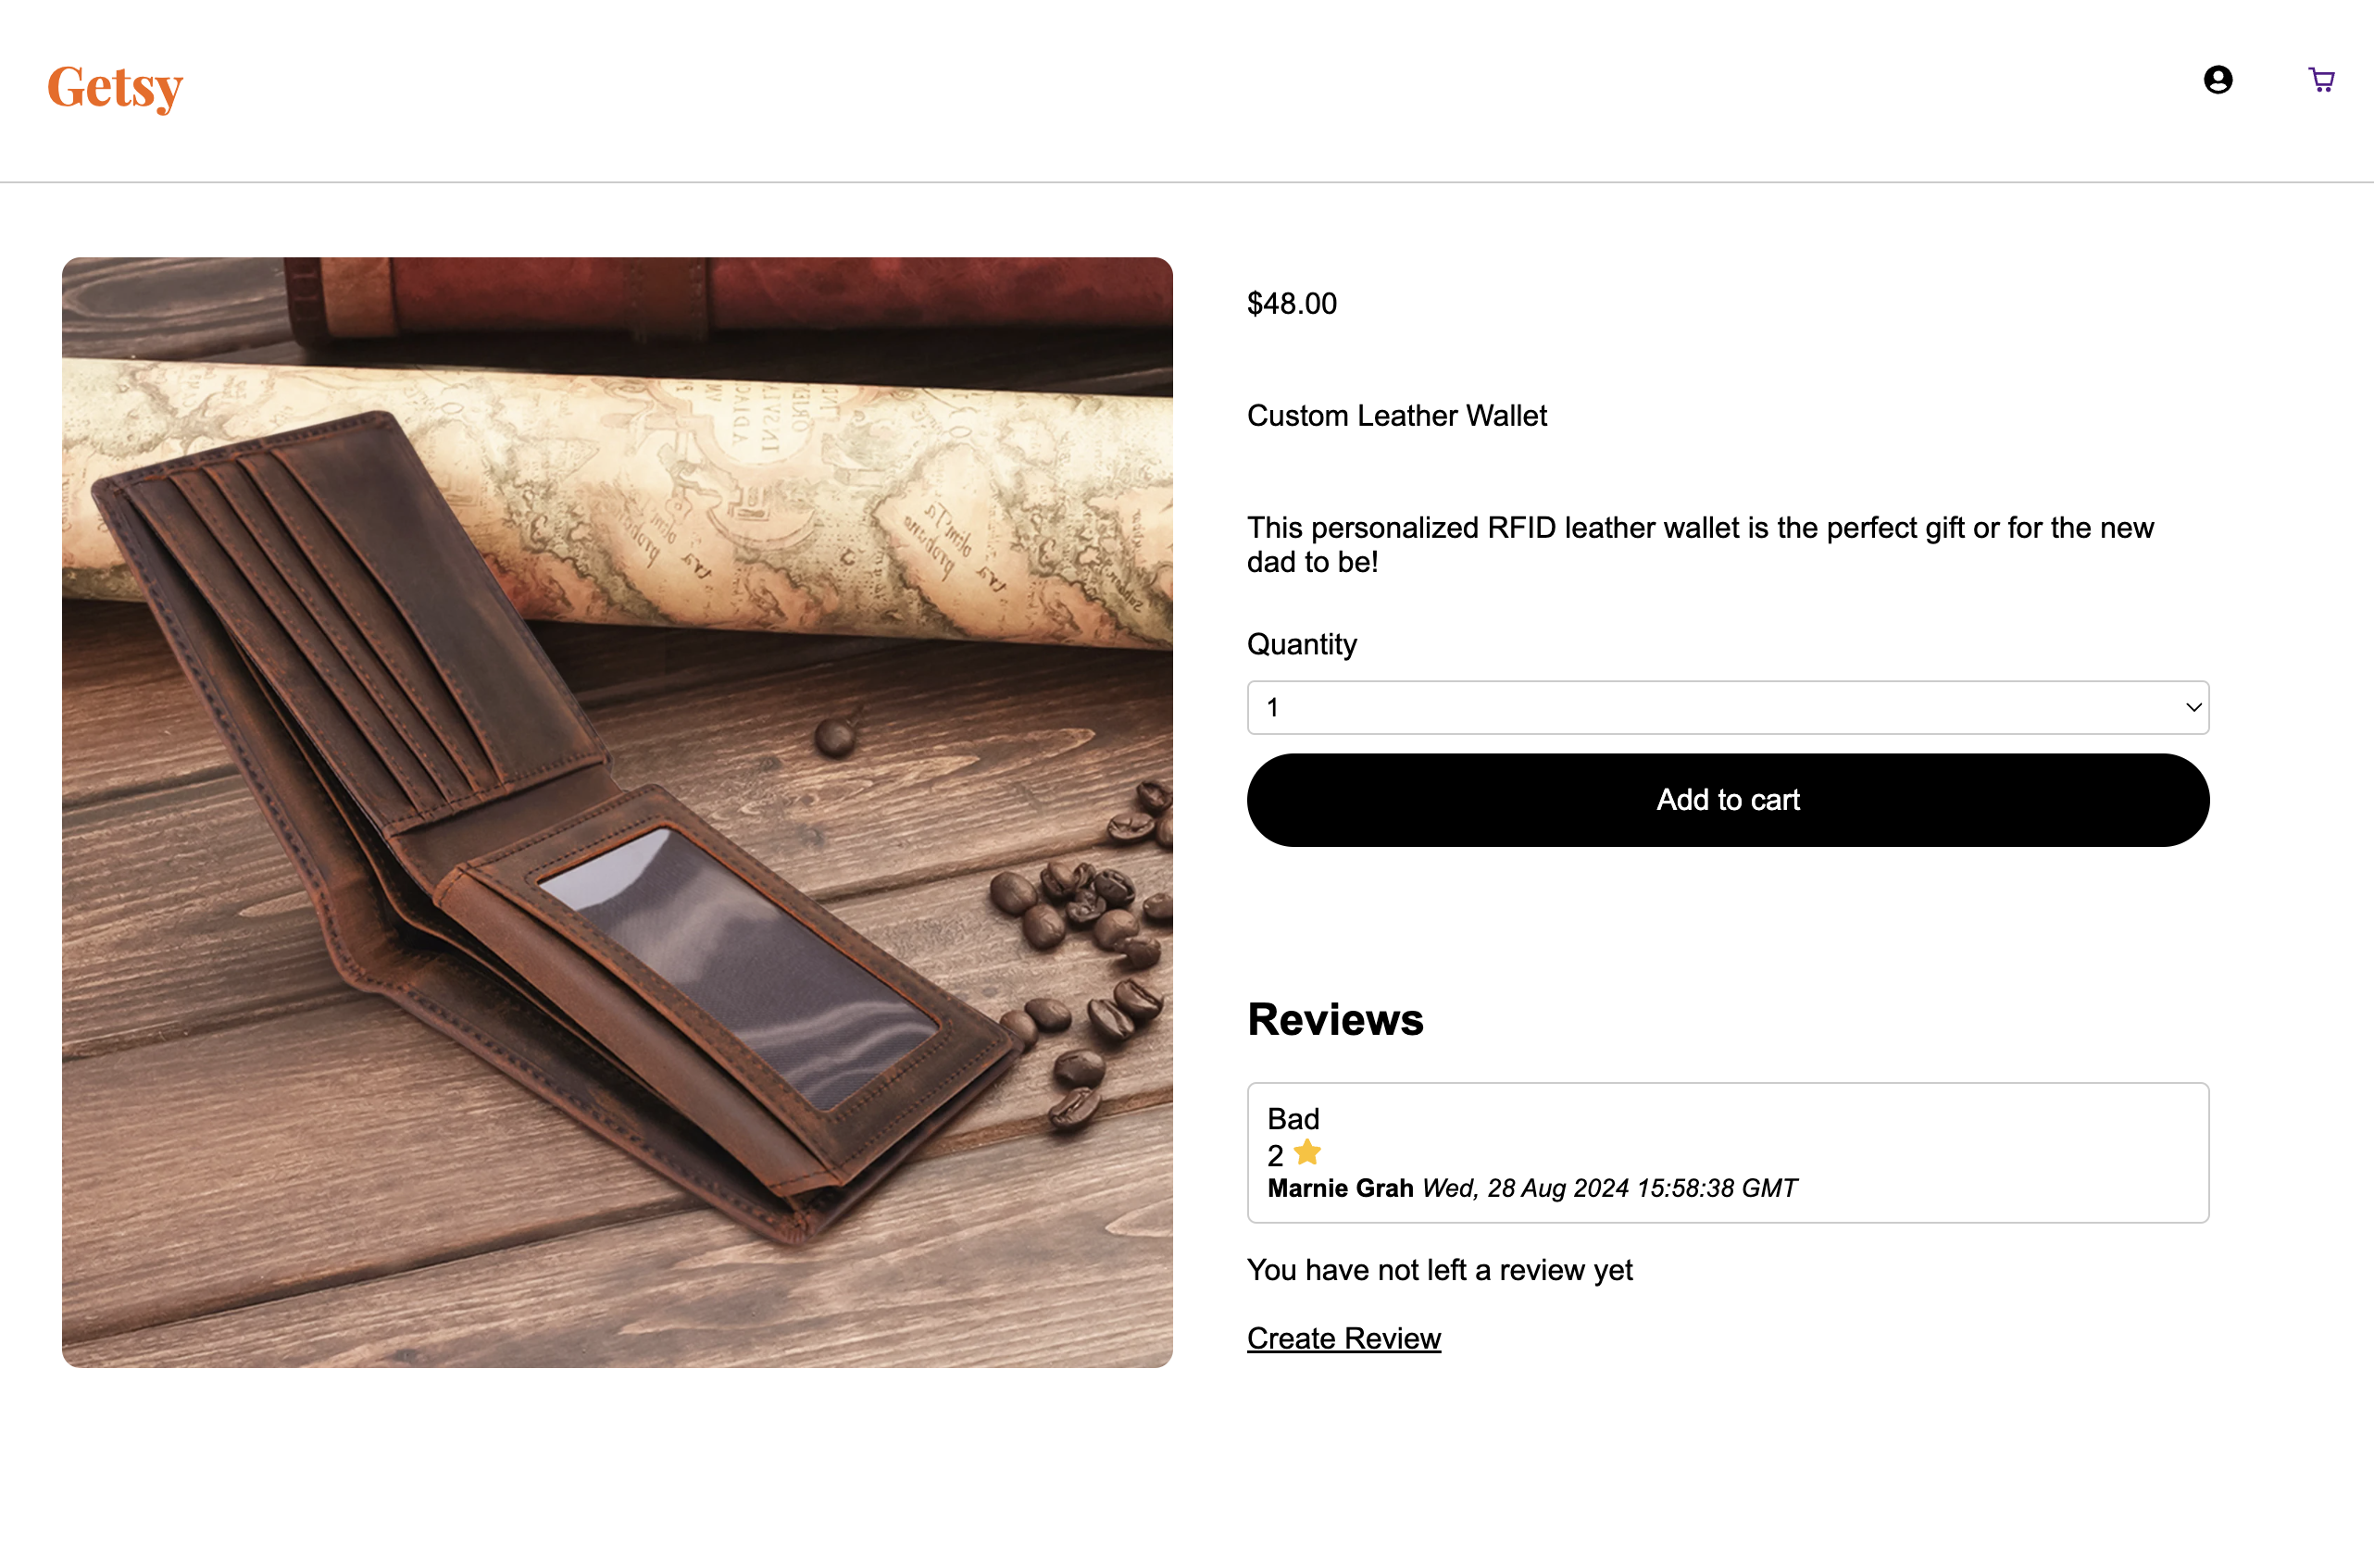 Getsy
$48.00
Custom Leather Wallet
This personalized RFID leather wallet is the perfect gift or for the new
dad to be!
Quantity
1
Add to cart
Reviews
Bad
2
Marnie Grah Wed, 28 Aug 2024 15:58:38 GMT
You have not left a review yet
Create Review